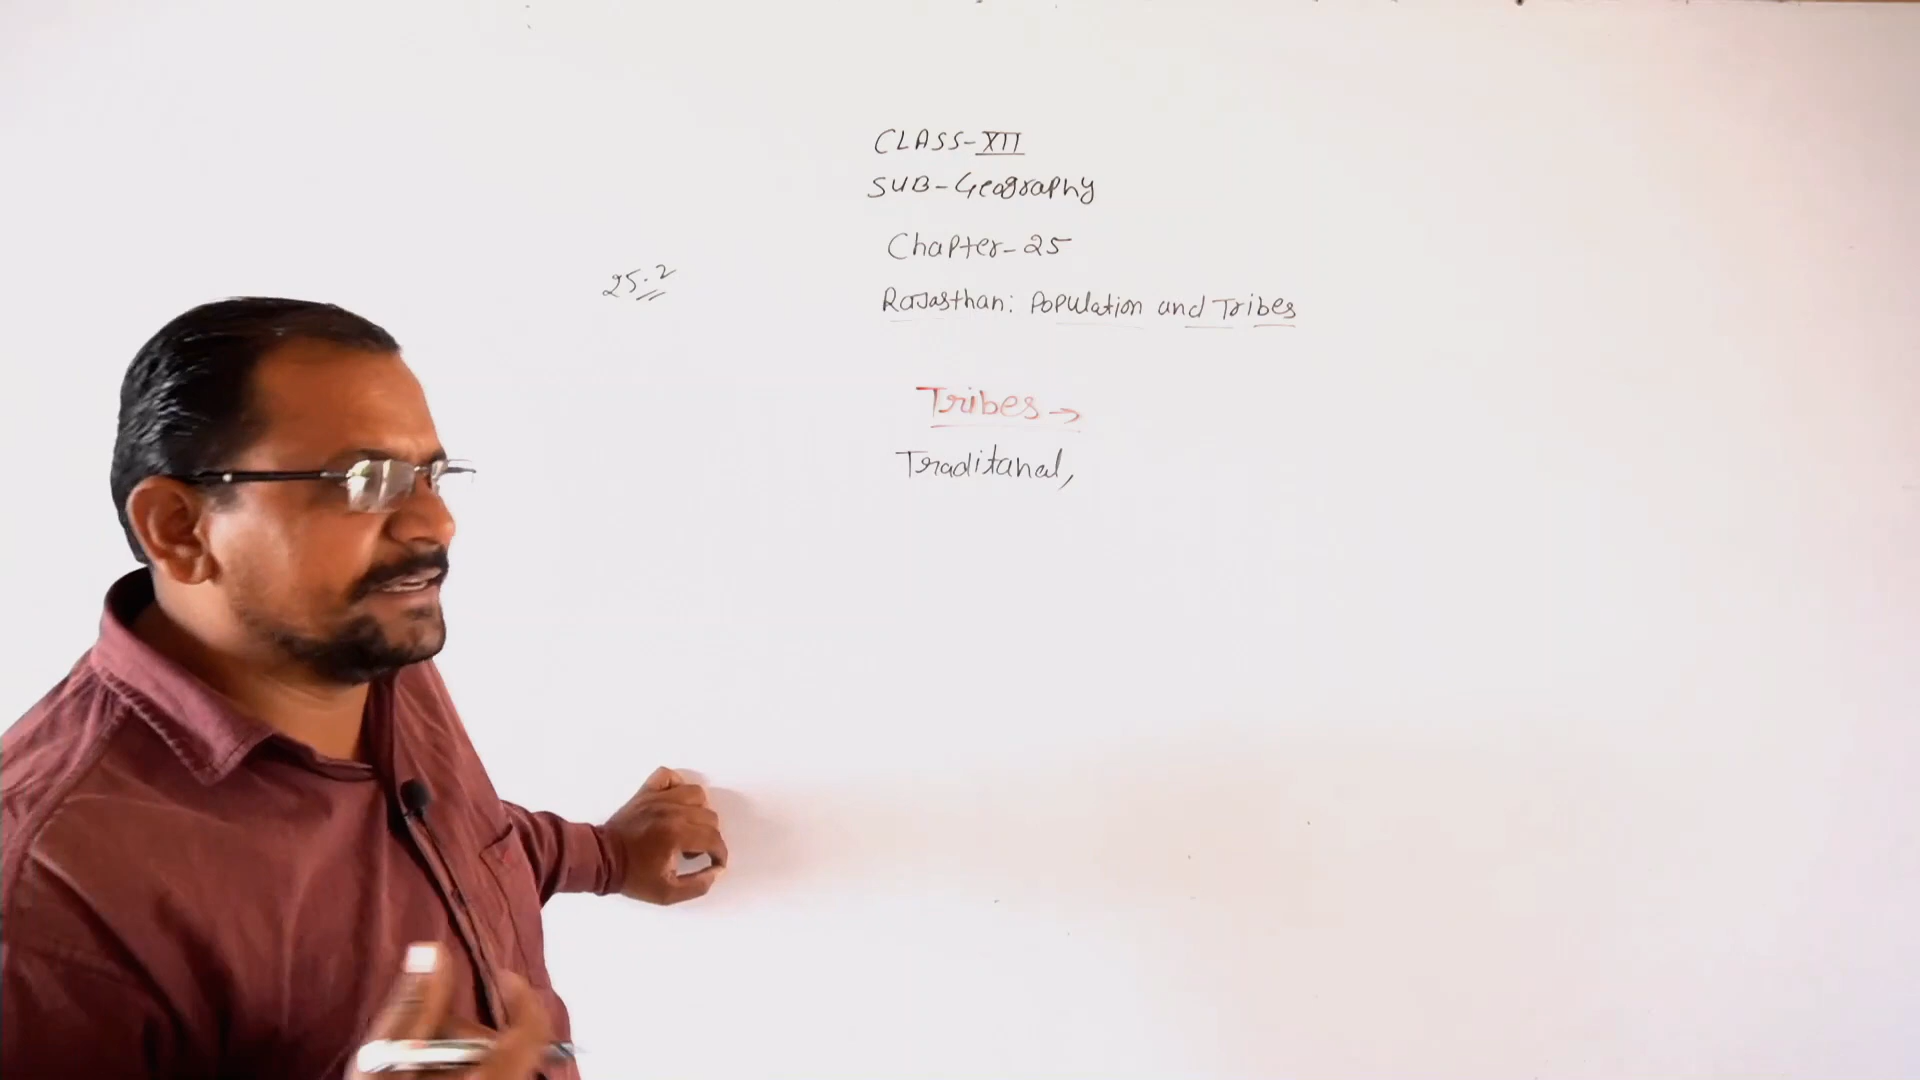 CLASS-XII
SUB-Geography
Chapter-25
25.2
Rajasthan: Population and Tribes
Tribes →
Traditanal,